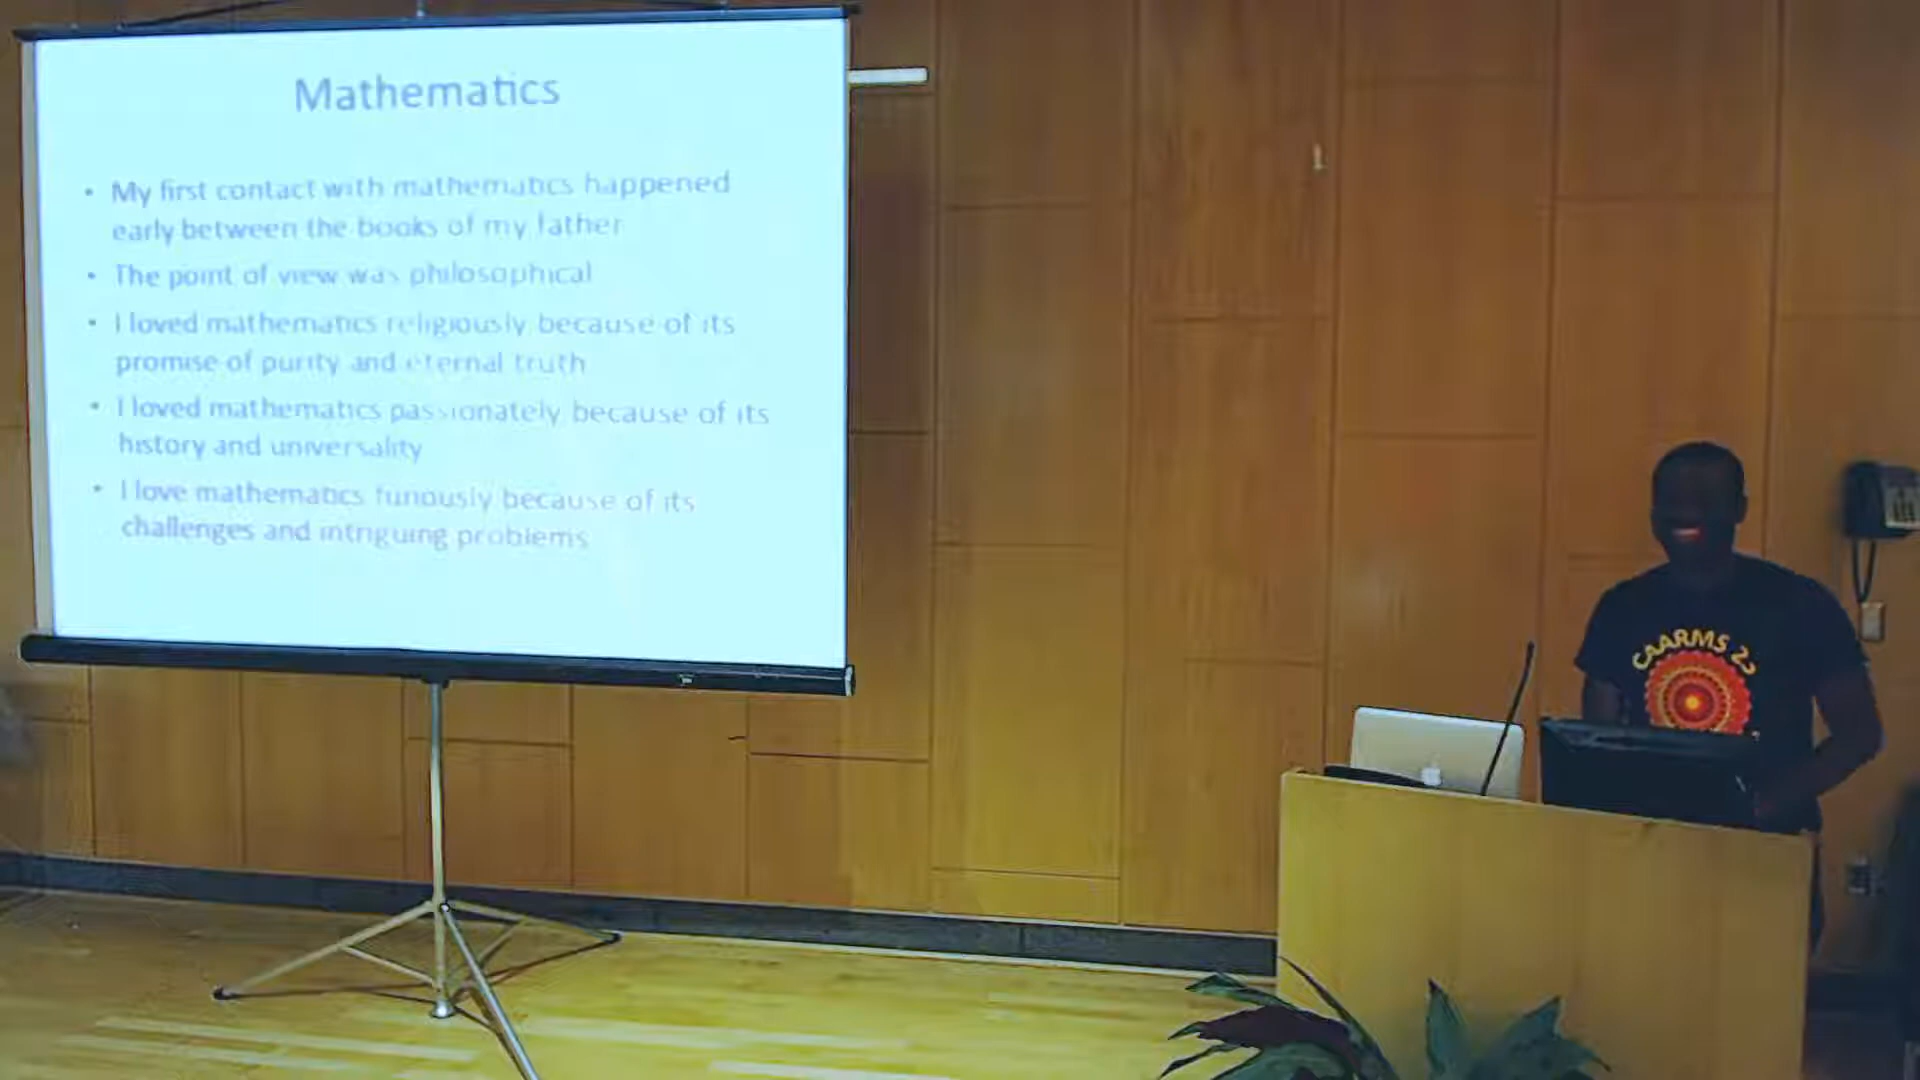 Mathematics
• My first contact with mathematics happened
early between the books of my father
• The point of view was philosophical
• I loved mathematics religiously because of its
promise of purity and eternal truth
• I loved mathematics passionately because of its
history and universality
• I love mathematics furiously because of its
challenges and intriguing problems
CAARMS